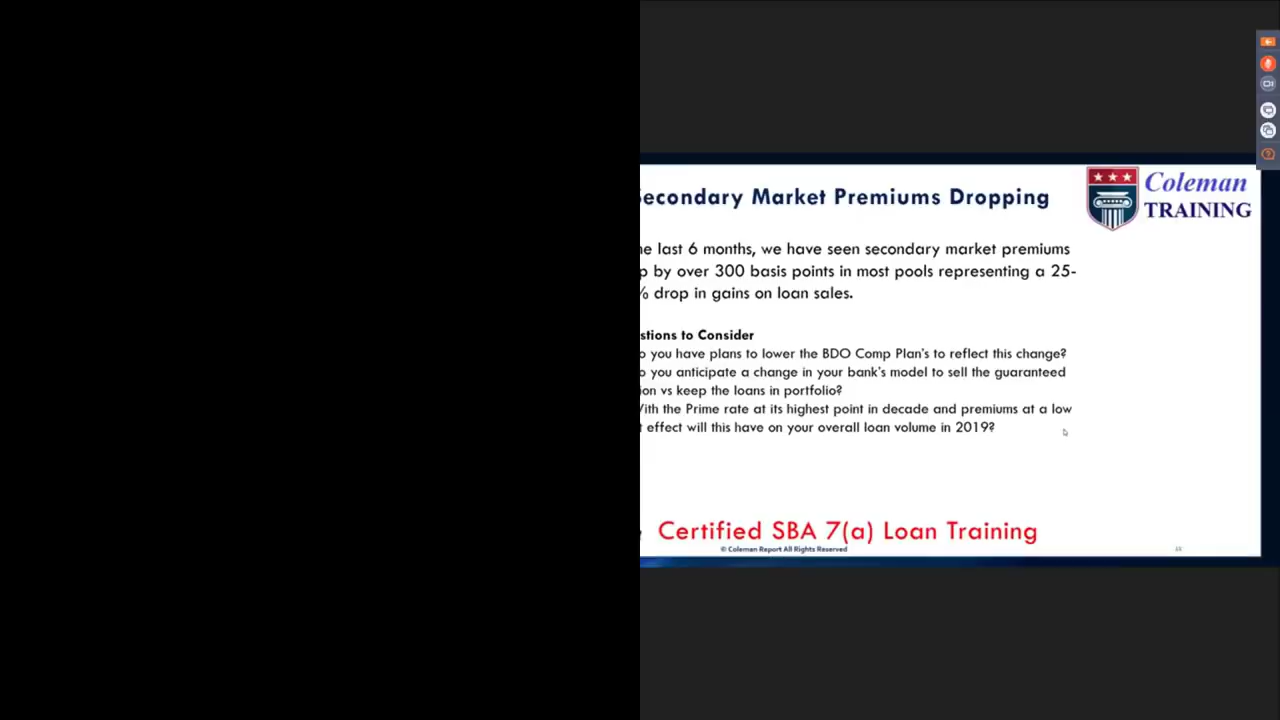 Secondary Market Premiums Dropping
Coleman
TRAINING
last 6 months, we have seen secondary market premiums
by over 300 basis points in most pools representing a 25-
% drop in gains on loan sales.
to Consider
you have plans to lower the BDO Comp Plan's to reflect this change?
you anticipate a change in your bank's model to sell the guaranteed
vs keep the loans in portfolio?
With the Prime rate at its highest point in decade and premiums at a low
effect will this have on your overall loan volume in 2019?
Certified SBA 7(a) Loan Training
© Coleman Report All Rights Reserved